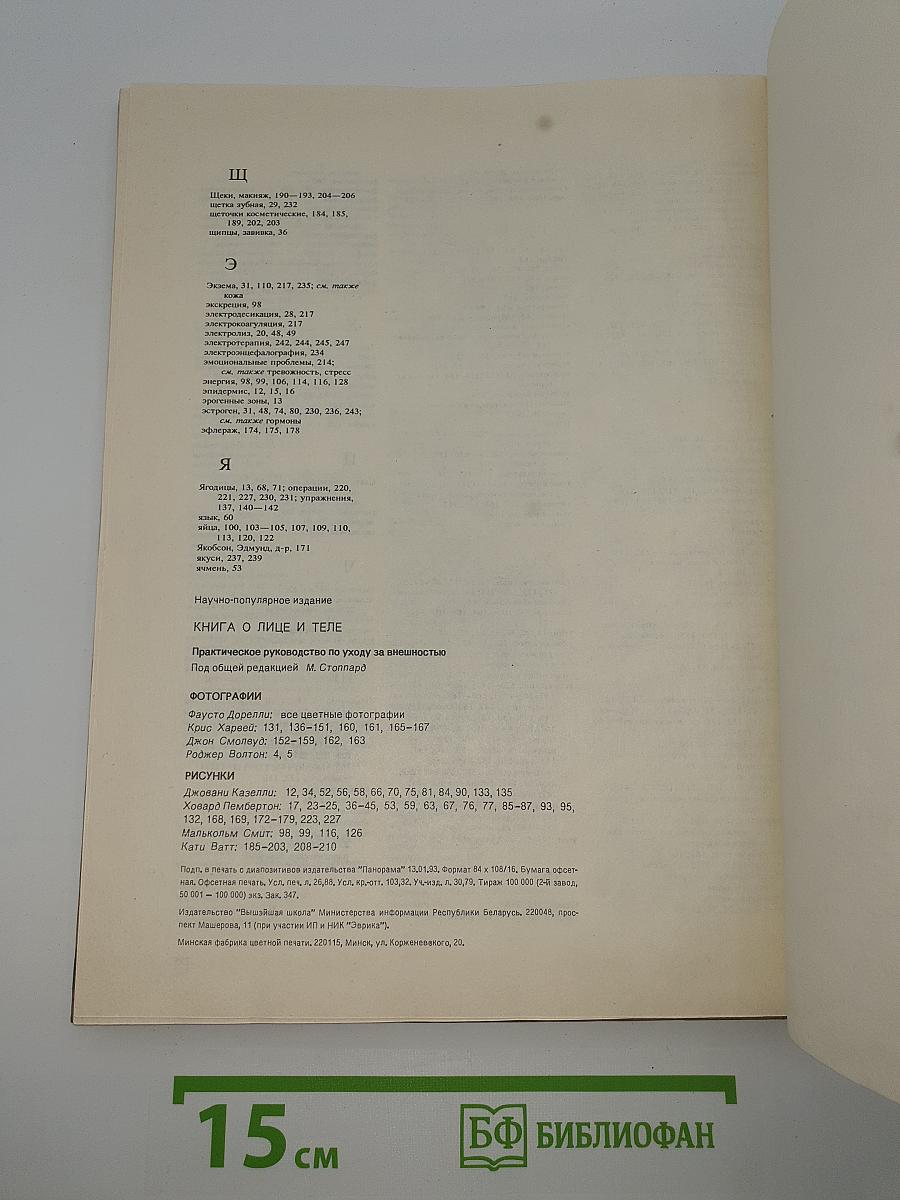 Щ
Щеки, макияж, 190—193, 204—206
щетка зубная, 29, 232
щеточки косметические, 184, 185,
189, 202, 203
щипцы, завивка, 36
Э
Экзема, 31, 110, 217, 235; см. также
кожа
экскреция, 98
электродесикация, 28, 217
электрокоагуляция, 217
электролиз, 20, 48, 49
электротерапия, 242, 244, 245, 247
электроэнцефалография, 234
эмоциональные проблемы, 214;
см. также тревожность, стресс
энергия, 98, 99, 106, 114, 116, 128
эпидермис, 12, 15, 16
эрогенные зоны, 13
эстроген, 31, 48, 74, 80, 230, 236, 243;
см. также гормоны
эфлераж, 174, 175, 178
Я
Ягодицы, 13, 68, 71; операции, 220,
221, 227, 230, 231; упражнения,
137, 140—142
язык, 60
яйца, 100, 103—105, 107, 109, 110,
113, 120, 122
Якобсон, Эдмунд, д-р, 171
якуси, 237, 239
ячмень, 53
Научно-популярное издание
КНИГА О ЛИЦЕ И ТЕЛЕ
Практическое руководство по уходу за внешностью
Под общей редакцией М. Стоппард
ФОТОГРАФИИ
Фаусто Дорелли: все цветные фотографии
Крис Харвей: 131, 136-151, 160, 161, 165-167
Джон Смолвуд: 152-159, 162, 163
Роджер Волтон: 4, 5
РИСУНКИ
Джовани Казелли: 12, 34, 52, 56, 58, 66, 70, 75, 81, 84, 90, 133, 135
Ховард Пембертон: 17, 23-25, 36-45, 53, 59, 63, 67, 76, 77, 85-87, 93, 95,
132, 168, 169, 172-179, 223, 227
Малькольм Смит: 98, 99, 116, 126
Кати Ватт: 185-203, 208-210
Подп. в печать с диапозитивов издательства "Панорама" 13.01.93. Формат 84 х 108/16. Бумага офсет-
ная. Офсетная печать. Усл. печ. л. 26,88. Усл. кр.-отт. 103,32. Уч.-изд. л. 30,79. Тираж 100 000 (2-й завод,
50 001 — 100 000) экз. Зак. 347.
Издательство "Вышэйшая школа" Министерства информации Республики Беларусь. 220048, прос-
пект Машерова, 11 (при участии ИП и НИК "Эврика").
Минская фабрика цветной печати. 220115, Минск, ул. Корженевского, 20.
15 см
БФ БИБЛИОФАН